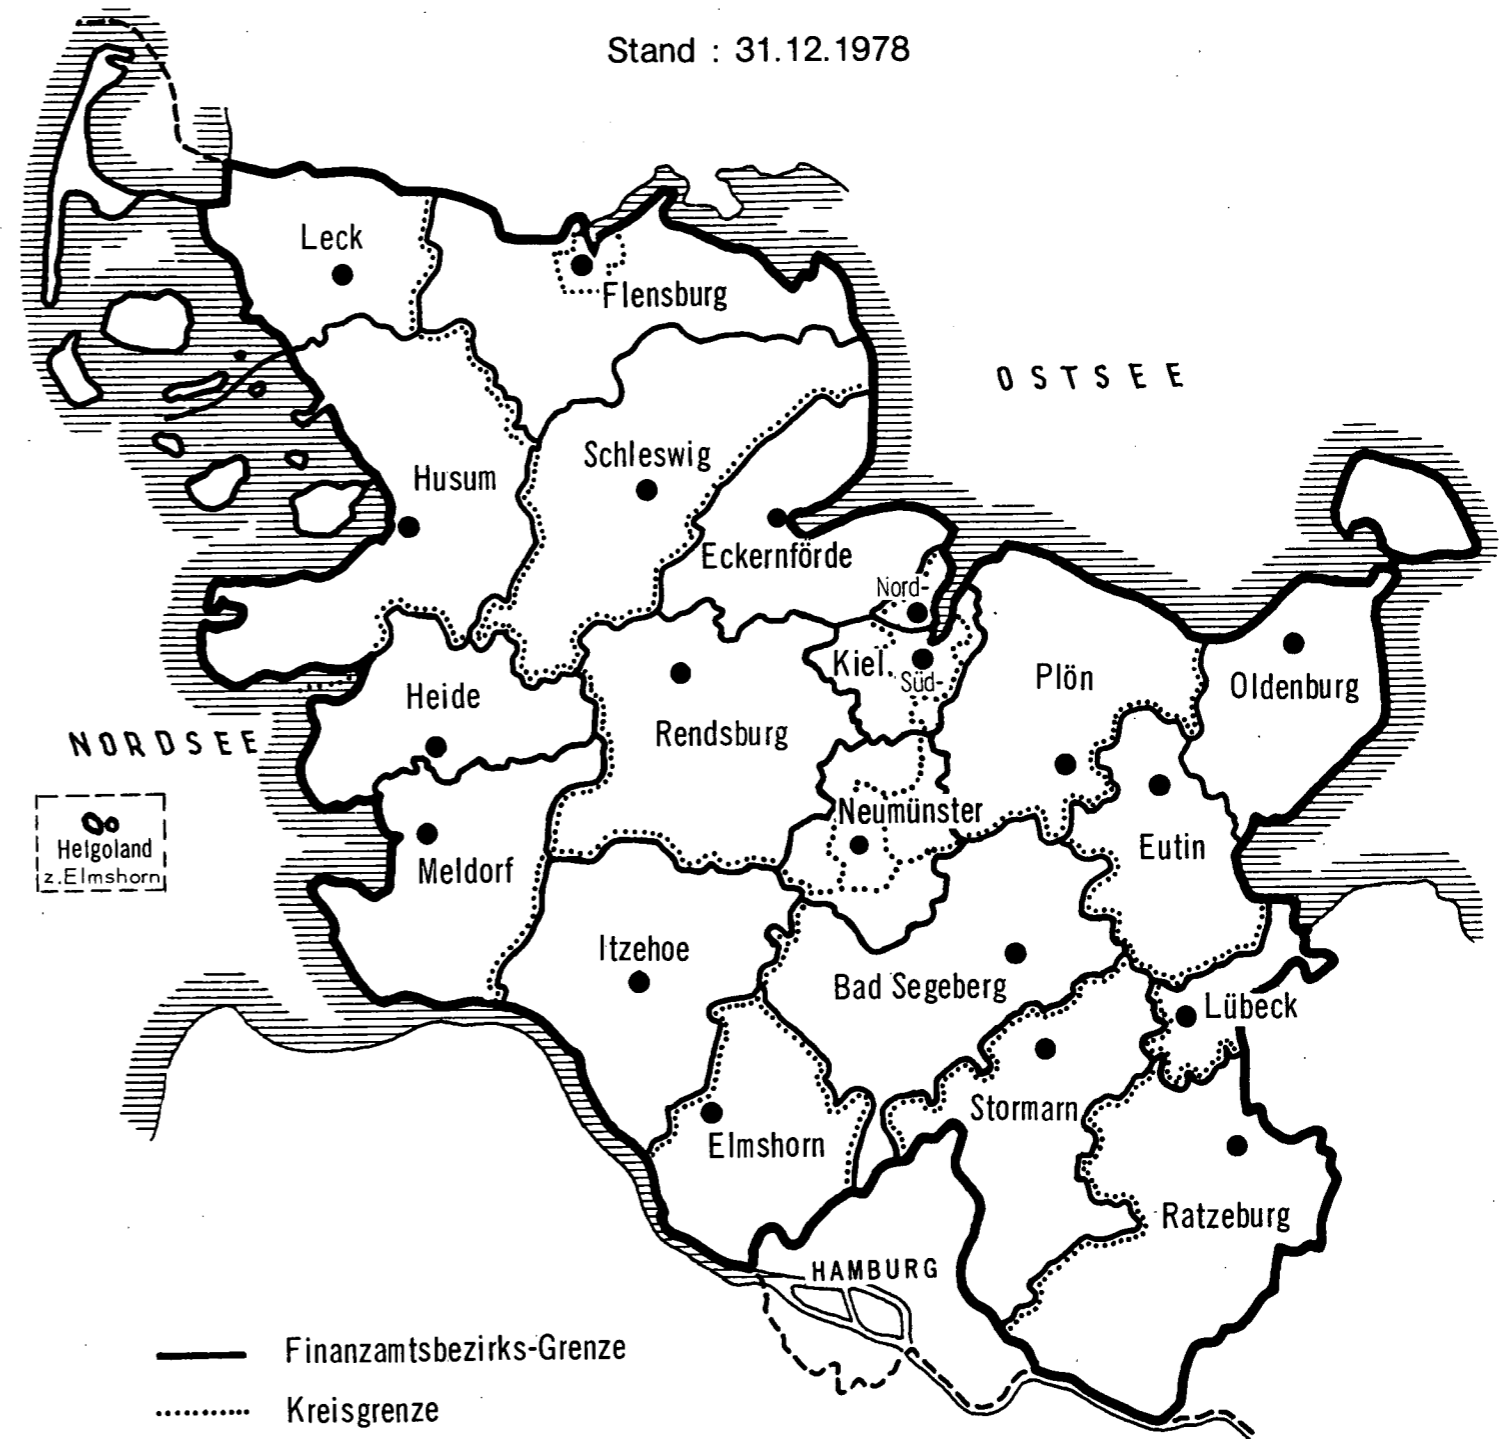 Stand : 31.12.1978
Leck
Flensburg
OSTSEE
Schleswig
Husum
Eckernförde
Nord-
Kiel
Süd-
Plön
Oldenburg
Heide
Rendsburg
NORDSEE
Neumünster
Helgoland
z. Elmshorn
Eutin
Meldorf
Itzehoe
Bad Segeberg
Lübeck
Stormarn
Elmshorn
Ratzeburg
HAMBURG
Finanzamtsbezirks-Grenze
Kreisgrenze